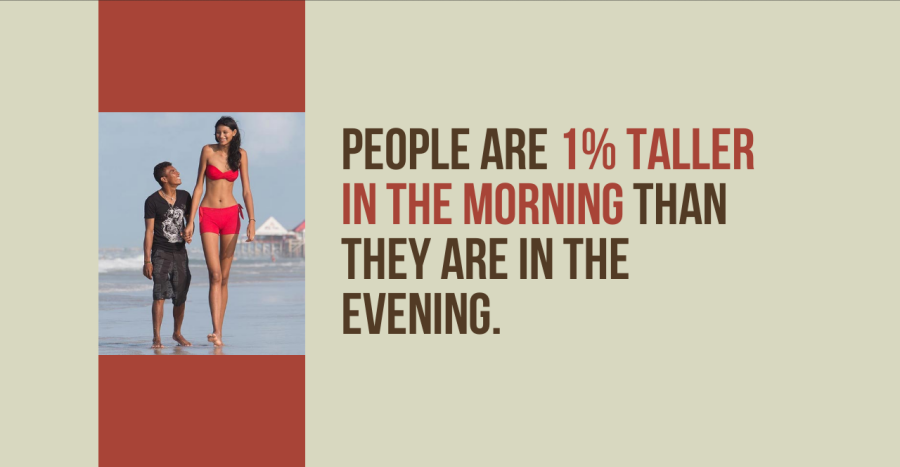 PEOPLE ARE 1% TALLER
IN THE MORNING THAN
THEY ARE IN THE
EVENING.